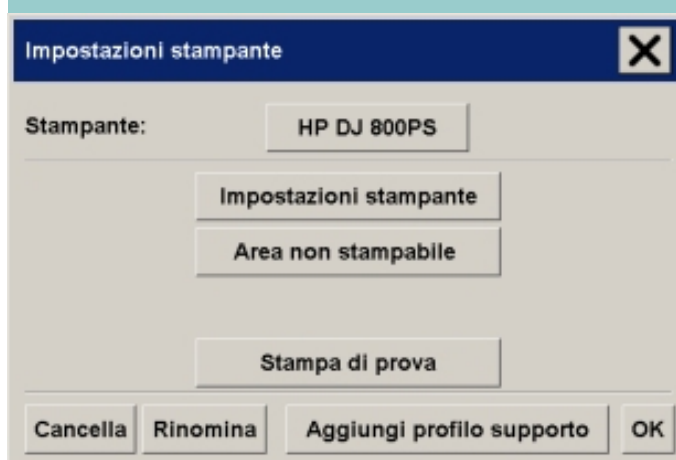 Impostazioni stampante
Stampante: HP DJ 800PS
Impostazioni stampante
Area non stampabile
Stampa di prova
Cancella Rinomina Aggiungi profilo supporto OK